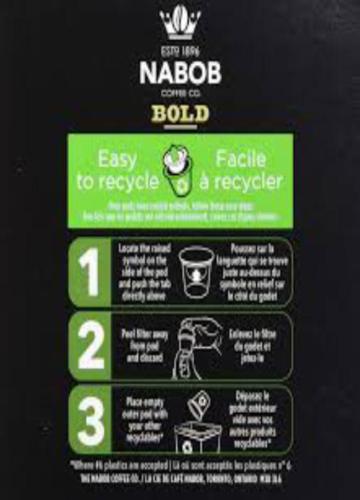 ESTD 1896
NABOB
COFFEE CO.
BOLD
Easy
to recycle
Facile
à recycler
1
Locate the raised
symbol on the
side of the pod
and push the tab
directly above
Poussez sur la
languette qui se trouve
juste au-dessus du
symbole en relief sur
le côté du godet
2
Peel filter away
from pod
and discard
Enlevez le filtre
du godet et
jetez-le
3
Place empty
outer pod with
your other
recyclables*
Déposez le
godet extérieur
vide avec vos
autres produits
recyclables*
*Where #6 plastics are accepted | Là où sont acceptés les plastiques nº 6
THE NABOB COFFEE CO. / LA CIE DE CAFÉ NABOB, TORONTO, ONTARIO M3B 3L6